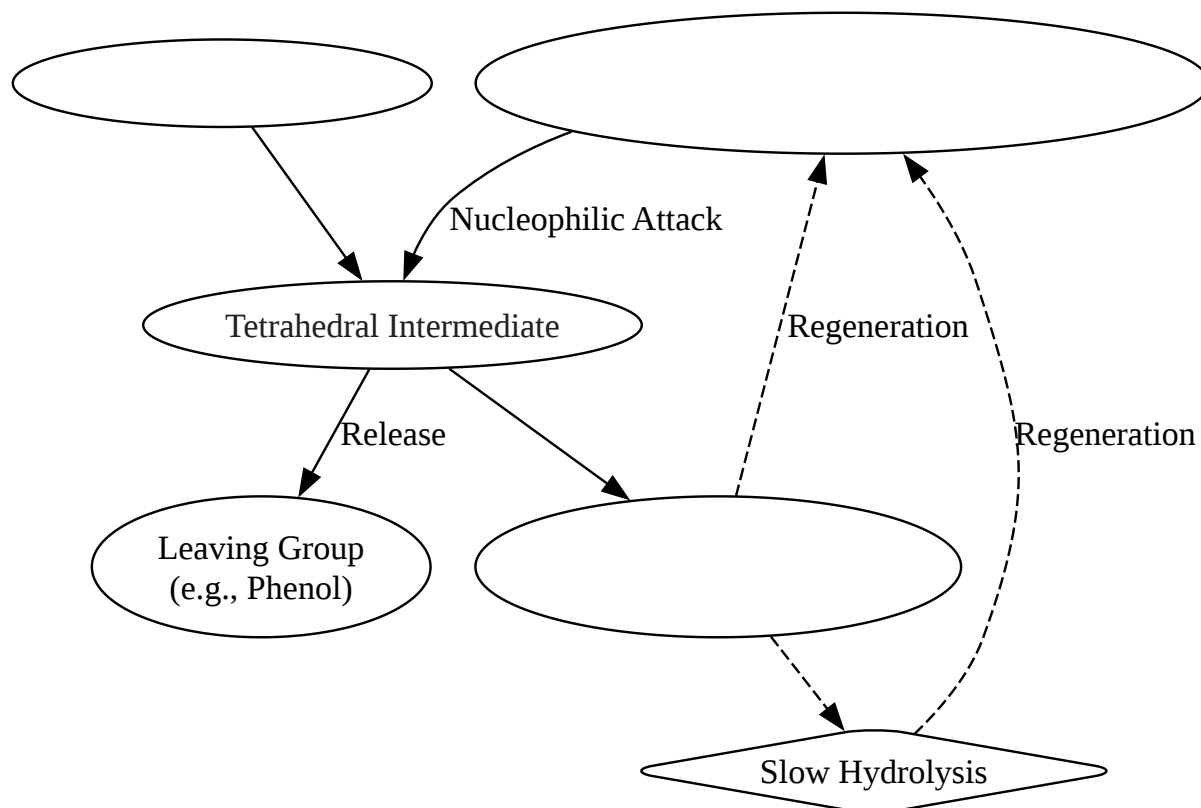 Nucleophilic Attack
Tetrahedral Intermediate
Regeneration
Release
Regeneration
Leaving Group
(e.g., Phenol)
Slow Hydrolysis